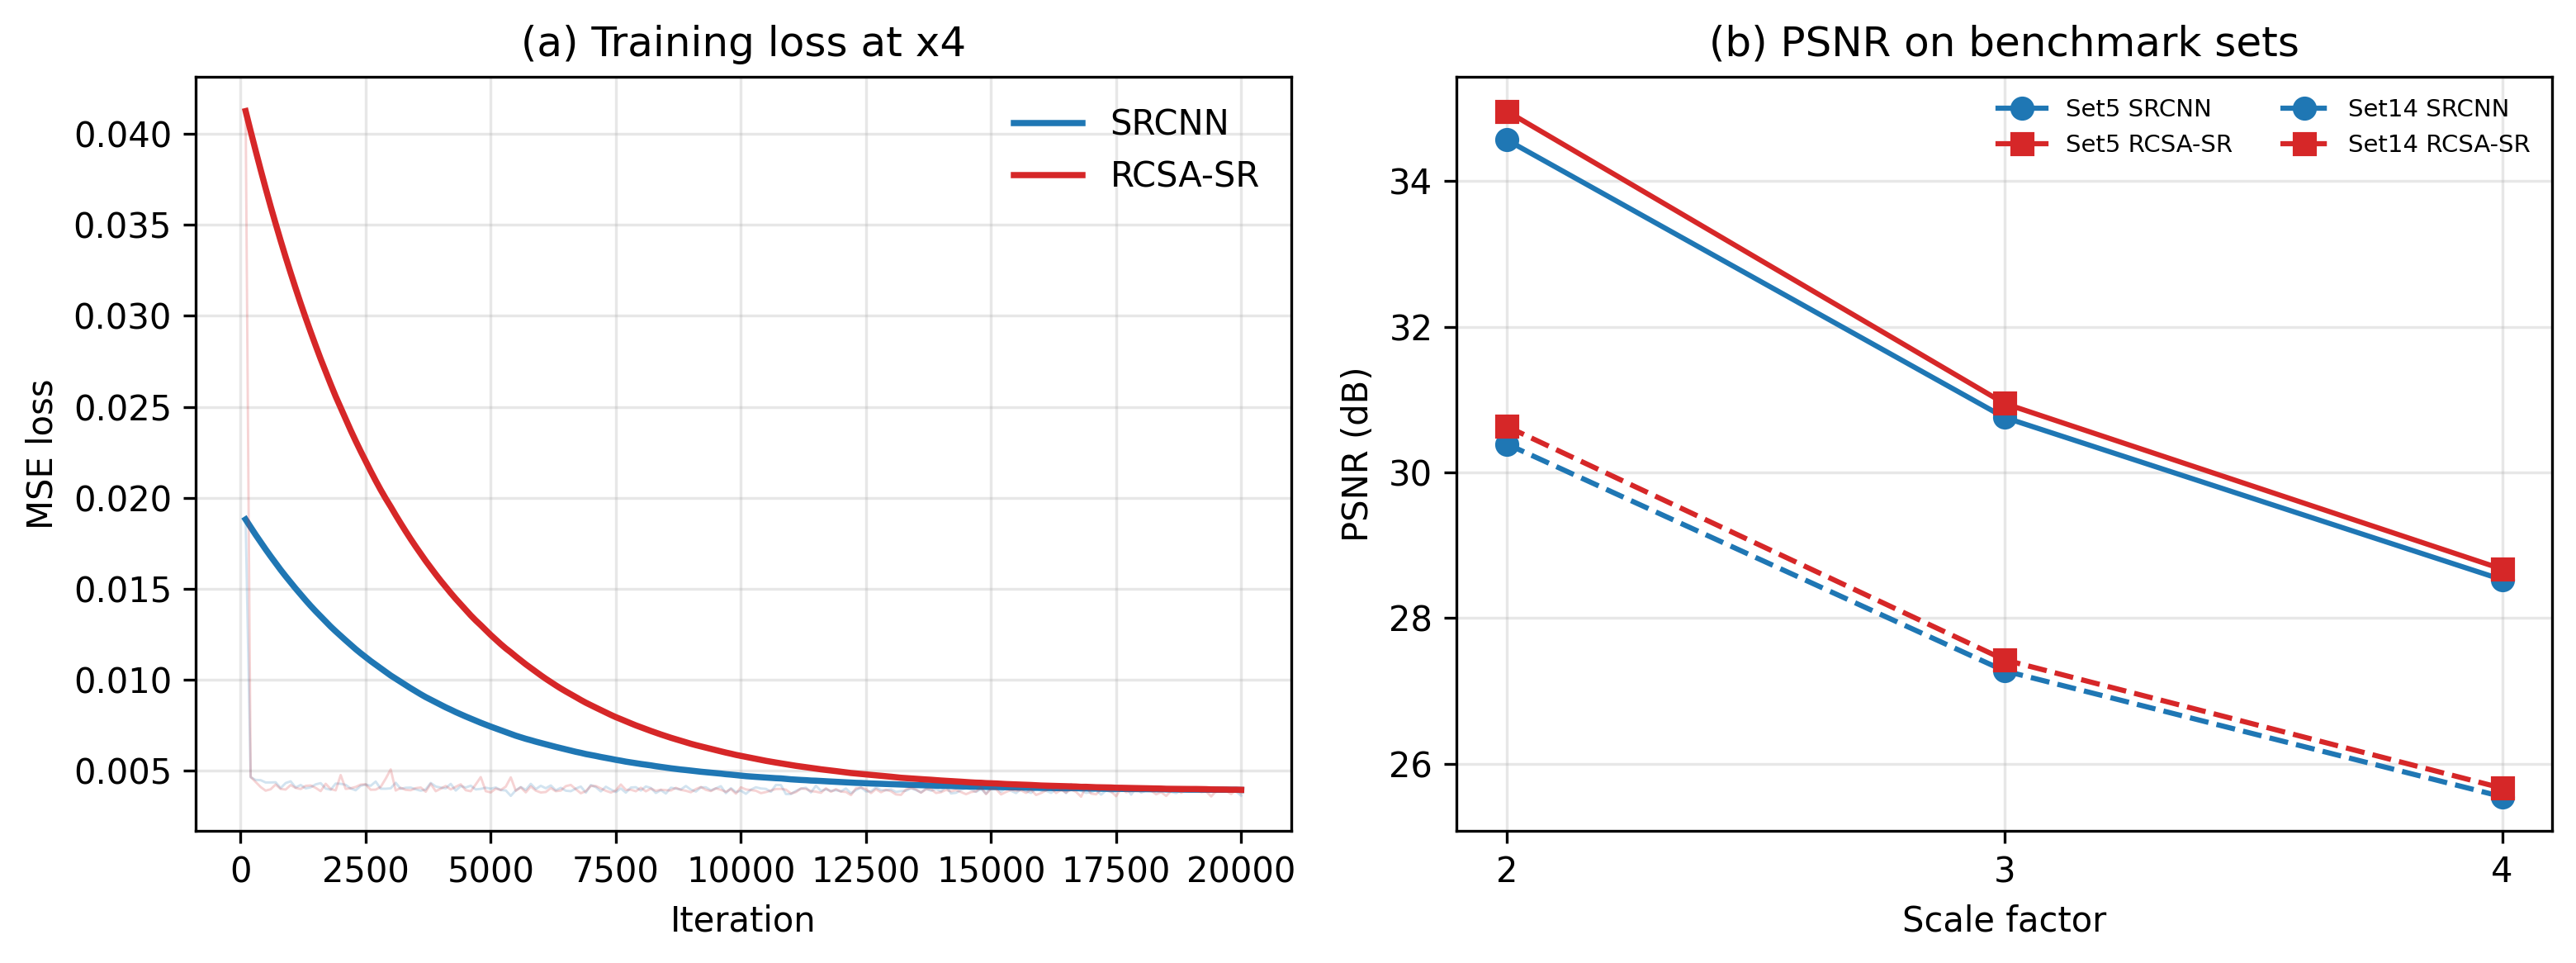 (a) Training loss at x4
MSE loss
0.040
0.035
0.030
0.025
0.020
0.015
0.010
0.005
SRCNN
RCSA-SR
0 2500 5000 7500 10000 12500 15000 17500 20000
Iteration
(b) PSNR on benchmark sets
PSNR (dB)
34
32
30
28
26
Set5 SRCNN Set14 SRCNN
Set5 RCSA-SR Set14 RCSA-SR
2 3 4
Scale factor